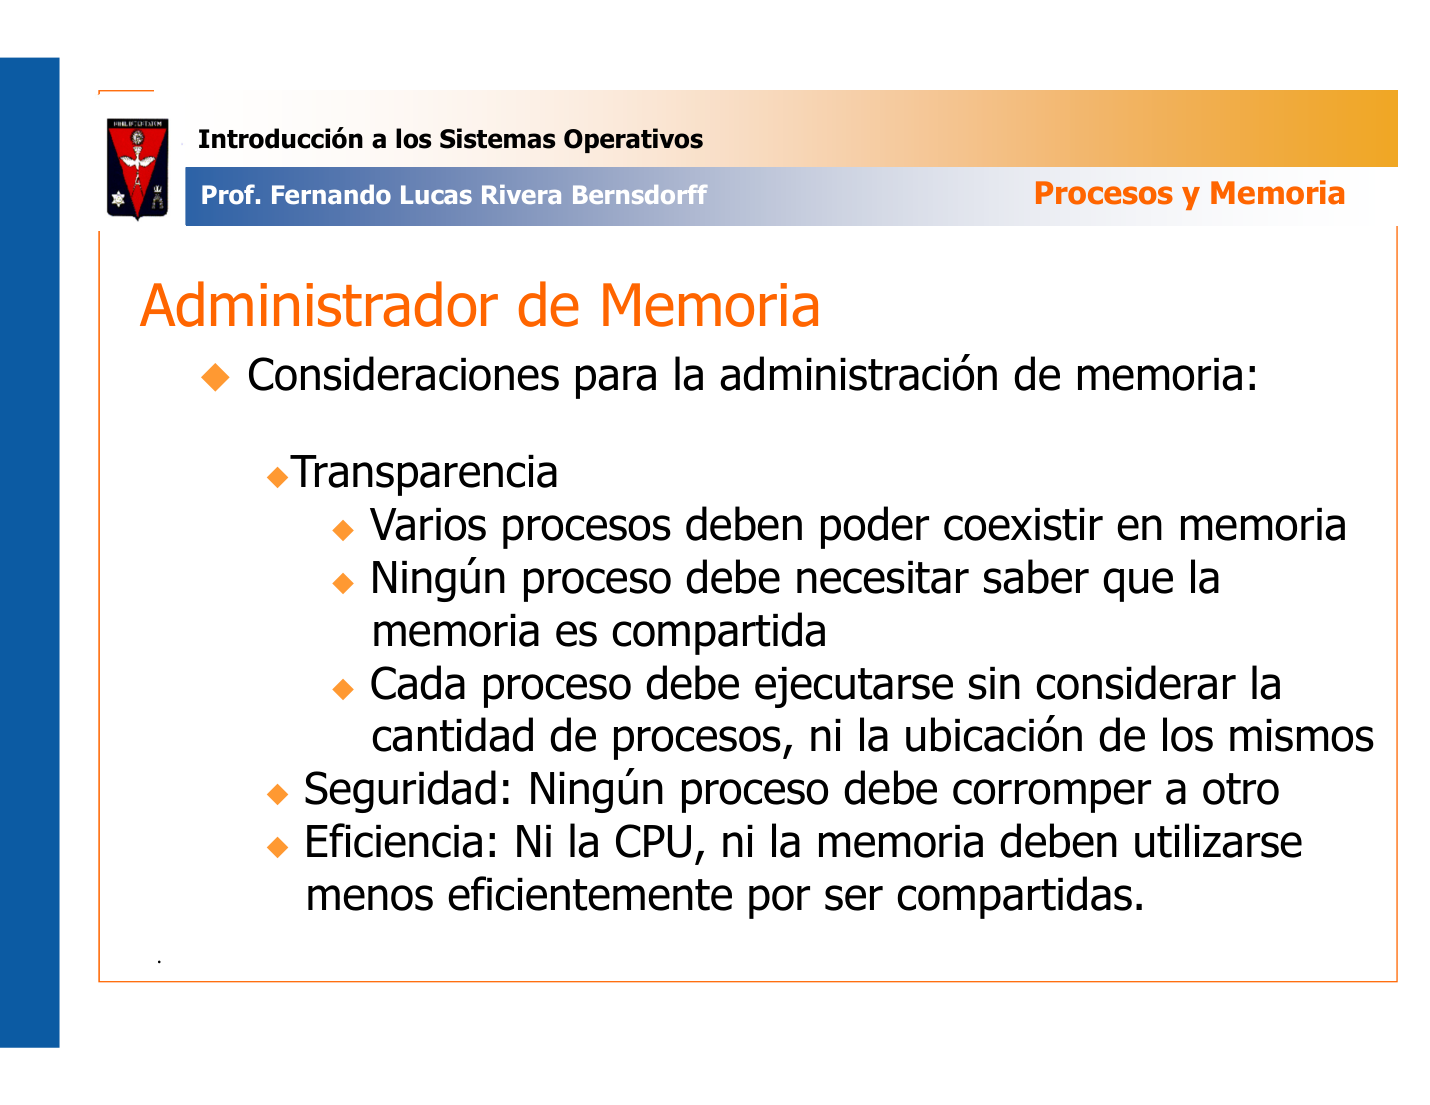 Introducción a los Sistemas Operativos
Prof. Fernando Lucas Rivera Bernsdorff
Procesos y Memoria
Administrador de Memoria
Consideraciones para la administración de memoria:
Transparencia
Varios procesos deben poder coexistir en memoria
Ningún proceso debe necesitar saber que la
memoria es compartida
Cada proceso debe ejecutarse sin considerar la
cantidad de procesos, ni la ubicación de los mismos
Seguridad: Ningún proceso debe corromper a otro
Eficiencia: Ni la CPU, ni la memoria deben utilizarse
menos eficientemente por ser compartidas.
.